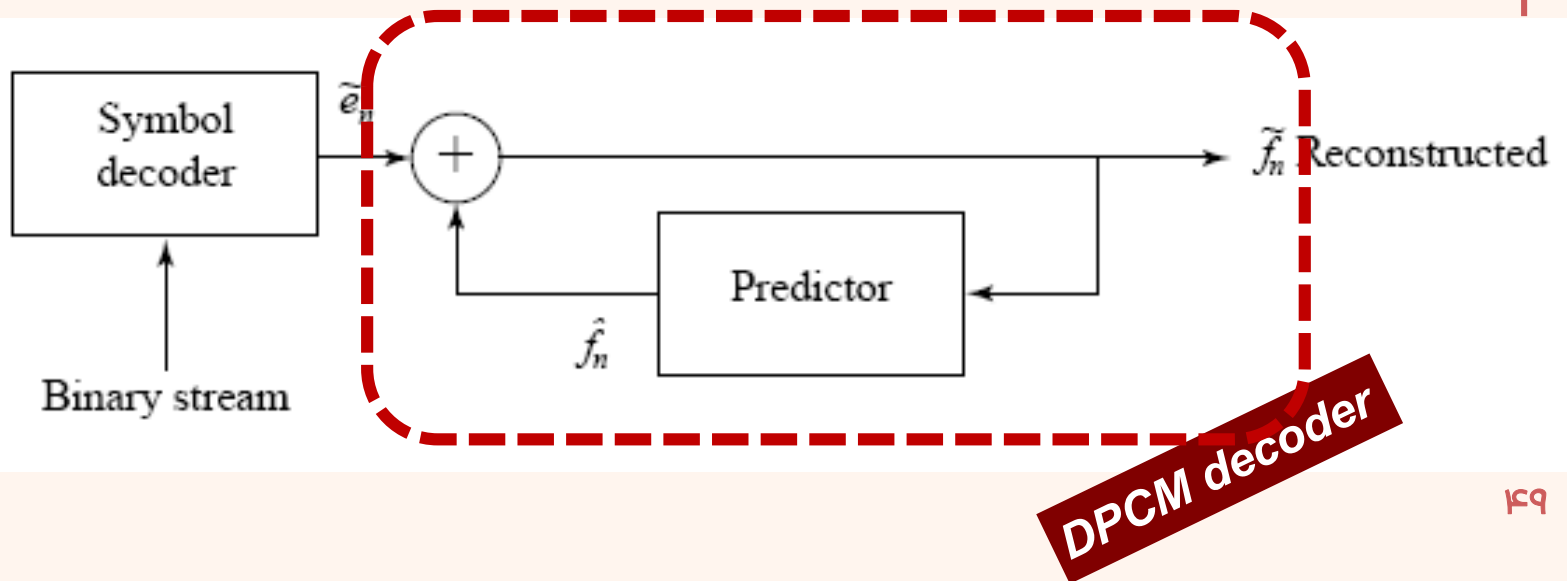 Symbol
decoder
ẽₙ
+
f̃ₙ Reconstructed
Predictor
f̂ₙ
Binary stream
DPCM decoder
۴۹